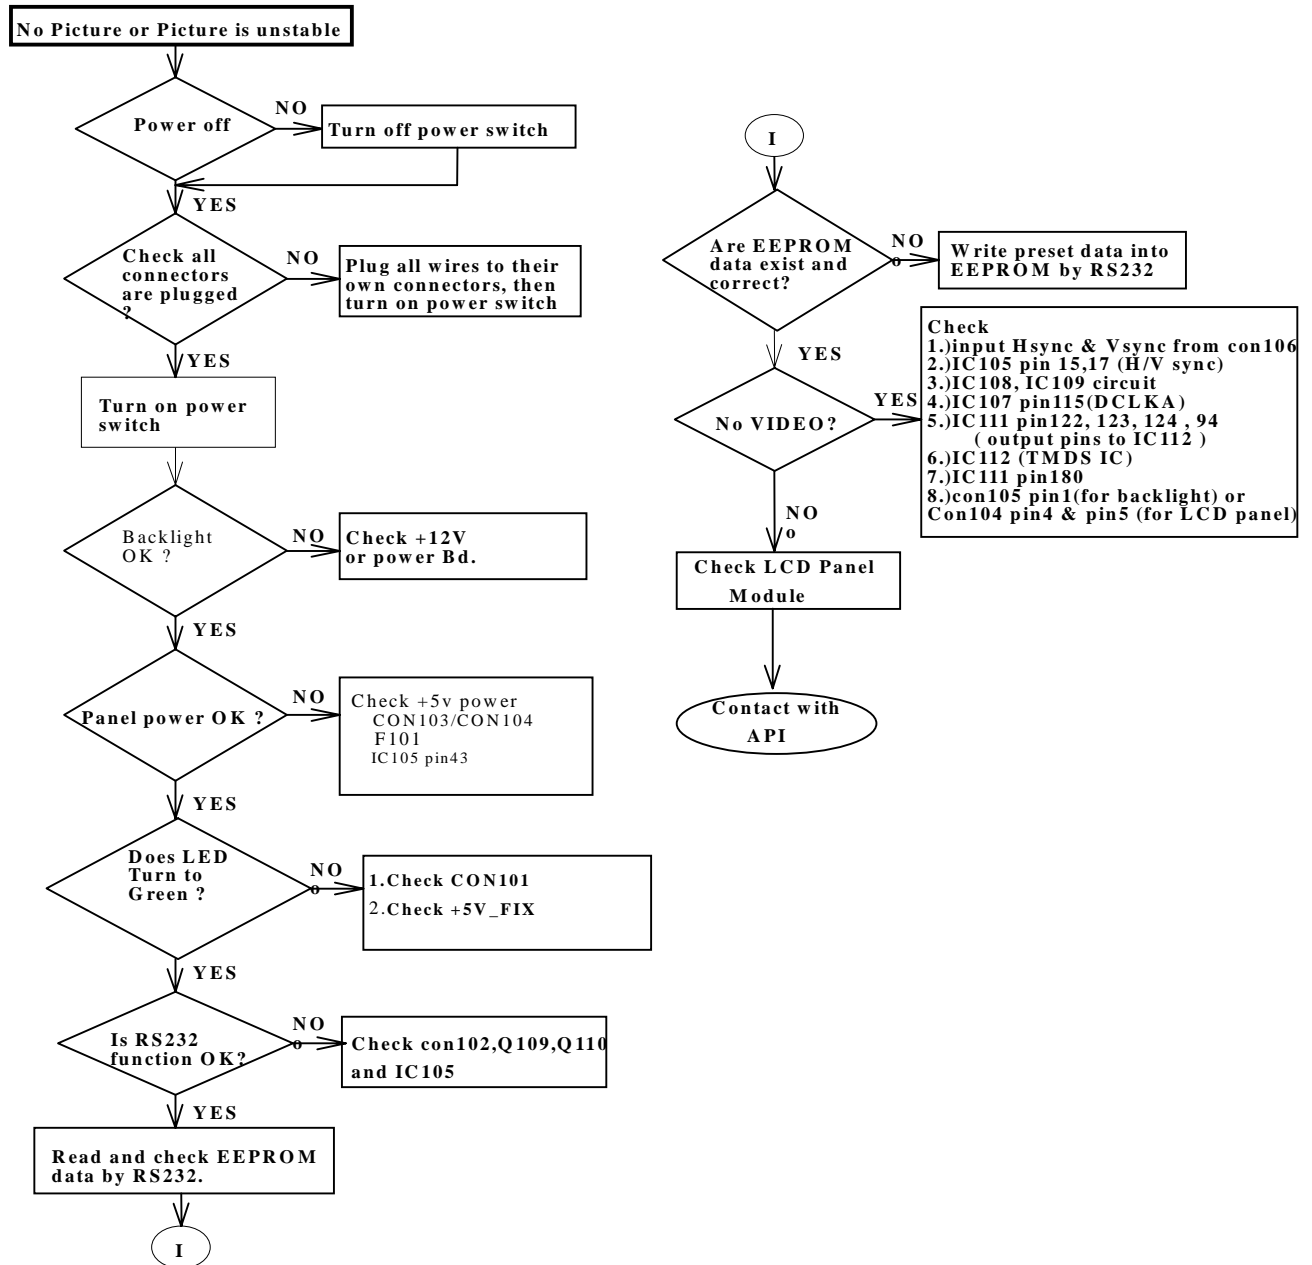 No Picture or Picture is unstable
Power off
NO
Turn off power switch
YES
Check all
connectors
are plugged
?
NO
Plug all wires to their
own connectors, then
turn on power switch
YES
Turn on power
switch
Backlight
OK ?
NO
Check +12V
or power Bd.
YES
Panel power OK ?
NO
Check +5v power
CON103/CON104
F101
IC105 pin43
YES
Does LED
Turn to
Green ?
NO
o
1.Check CON101
2.Check +5V_FIX
YES
Is RS232
function OK?
NO
o
Check con102,Q109,Q110
and IC105
YES
Read and check EEPROM
data by RS232.
I
I
Are EEPROM
data exist and
correct?
NO
o
Write preset data into
EEPROM by RS232
YES
No VIDEO?
YES
Check
1.)input Hsync & Vsync from con106
2.)IC105 pin 15,17 (H/V sync)
3.)IC108, IC109 circuit
4.)IC107 pin115(DCLKA)
5.)IC111 pin122, 123, 124 , 94
( output pins to IC112 )
6.)IC112 (TMDS IC)
7.)IC111 pin180
8.)con105 pin1(for backlight) or
Con104 pin4 & pin5 (for LCD panel)
NO
o
Check LCD Panel
Module
Contact with
API